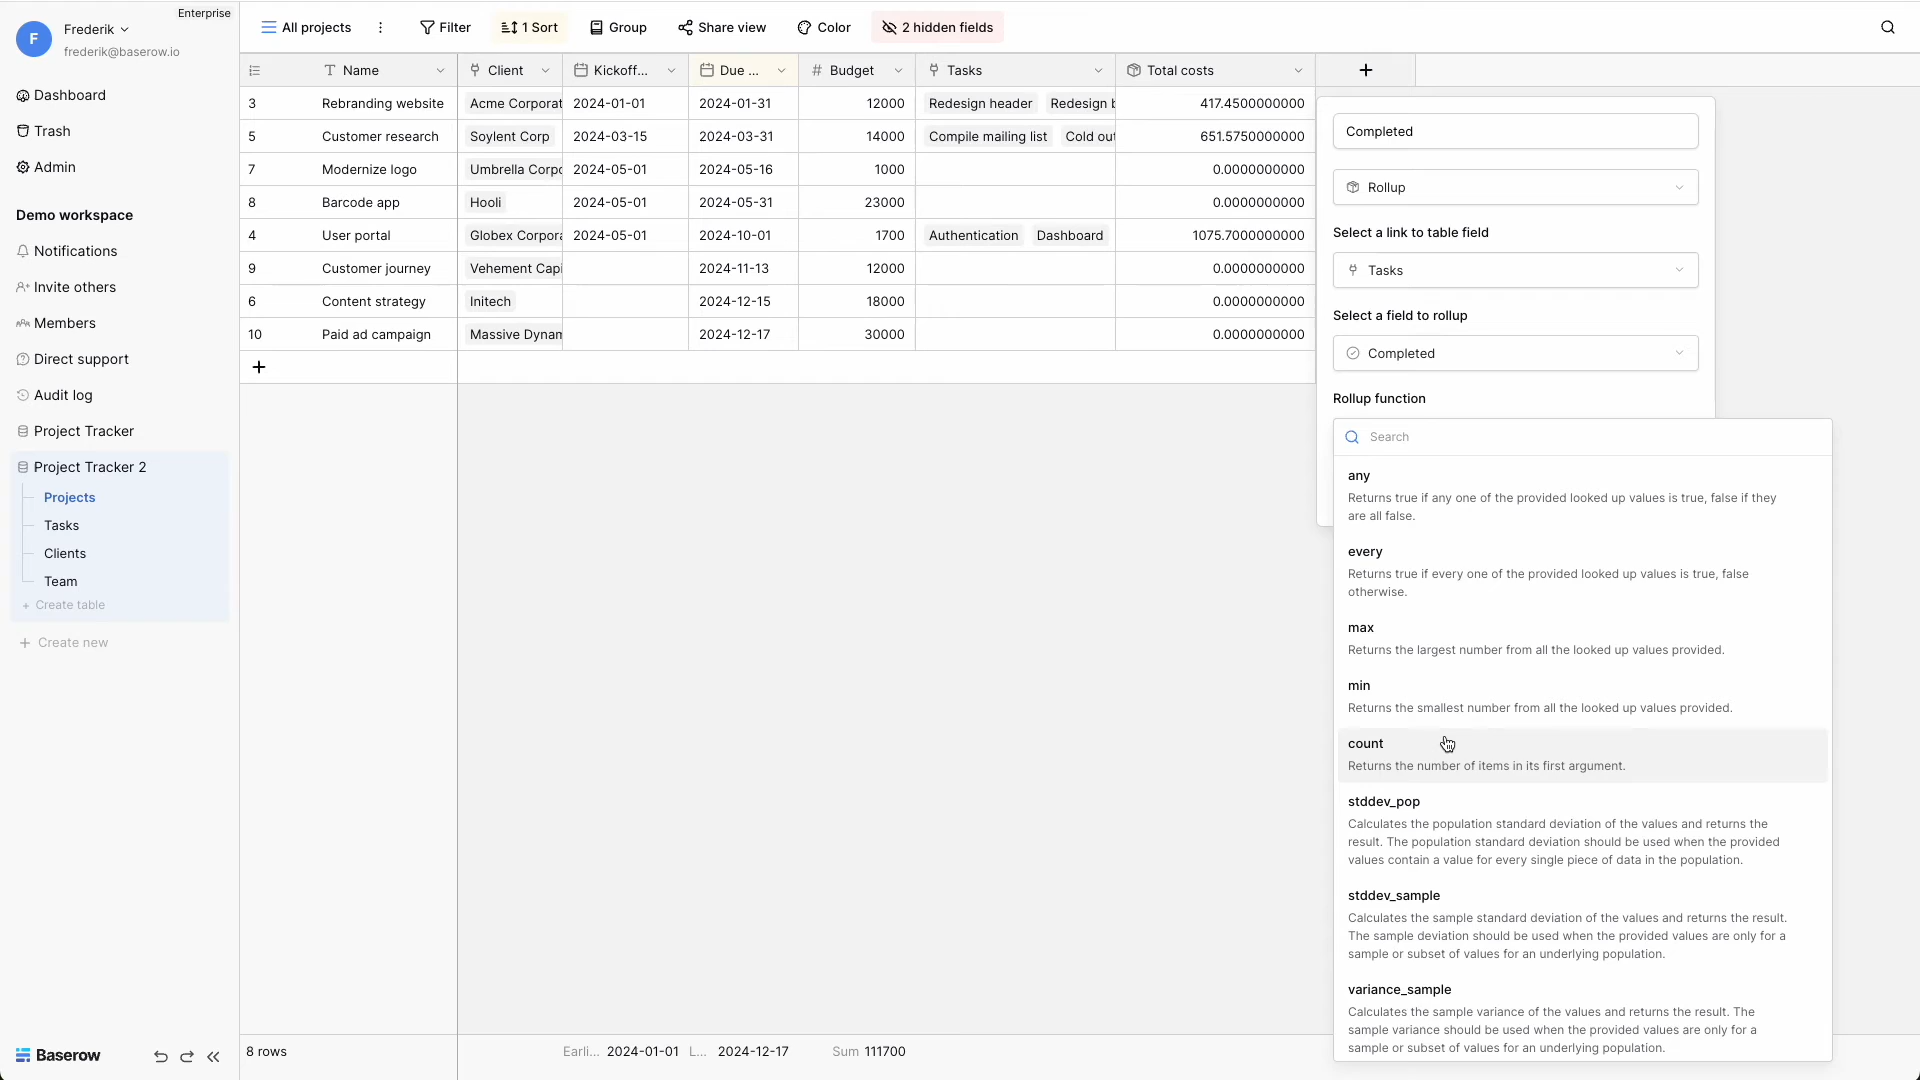 Enterprise
F
Frederik
frederik@baserow.io
Dashboard
Trash
Admin
Demo workspace
Notifications
Invite others
Members
Direct support
Audit log
Project Tracker
Project Tracker 2
Projects
Tasks
Clients
Team
+ Create table
+ Create new
Baserow
All projects Filter 1 Sort Group Share view Color 2 hidden fields
Name Client Kickoff... Due ... # Budget Tasks Total costs +
3 Rebranding website Acme Corporat 2024-01-01 2024-01-31 12000 Redesign header Redesign b 417.4500000000
5 Customer research Soylent Corp 2024-03-15 2024-03-31 14000 Compile mailing list Cold out 651.5750000000
7 Modernize logo Umbrella Corpo 2024-05-01 2024-05-16 1000 0.0000000000
8 Barcode app Hooli 2024-05-01 2024-05-31 23000 0.0000000000
4 User portal Globex Corpora 2024-05-01 2024-10-01 1700 Authentication Dashboard 1075.7000000000
9 Customer journey Vehement Capi 2024-11-13 12000 0.0000000000
6 Content strategy Initech 2024-12-15 18000 0.0000000000
10 Paid ad campaign Massive Dynam 2024-12-17 30000 0.0000000000
+
8 rows Earli... 2024-01-01 L... 2024-12-17 Sum 111700
Completed
Rollup
Select a link to table field
Tasks
Select a field to rollup
Completed
Rollup function
Search
any
Returns true if any one of the provided looked up values is true, false if they
are all false.
every
Returns true if every one of the provided looked up values is true, false
otherwise.
max
Returns the largest number from all the looked up values provided.
min
Returns the smallest number from all the looked up values provided.
count
Returns the number of items in its first argument.
stddev_pop
Calculates the population standard deviation of the values and returns the
result. The population standard deviation should be used when the provided
values contain a value for every single piece of data in the population.
stddev_sample
Calculates the sample standard deviation of the values and returns the result.
The sample deviation should be used when the provided values are only for a
sample or subset of values for an underlying population.
variance_sample
Calculates the sample variance of the values and returns the result. The
sample variance should be used when the provided values are only for a
sample or subset of values for an underlying population.